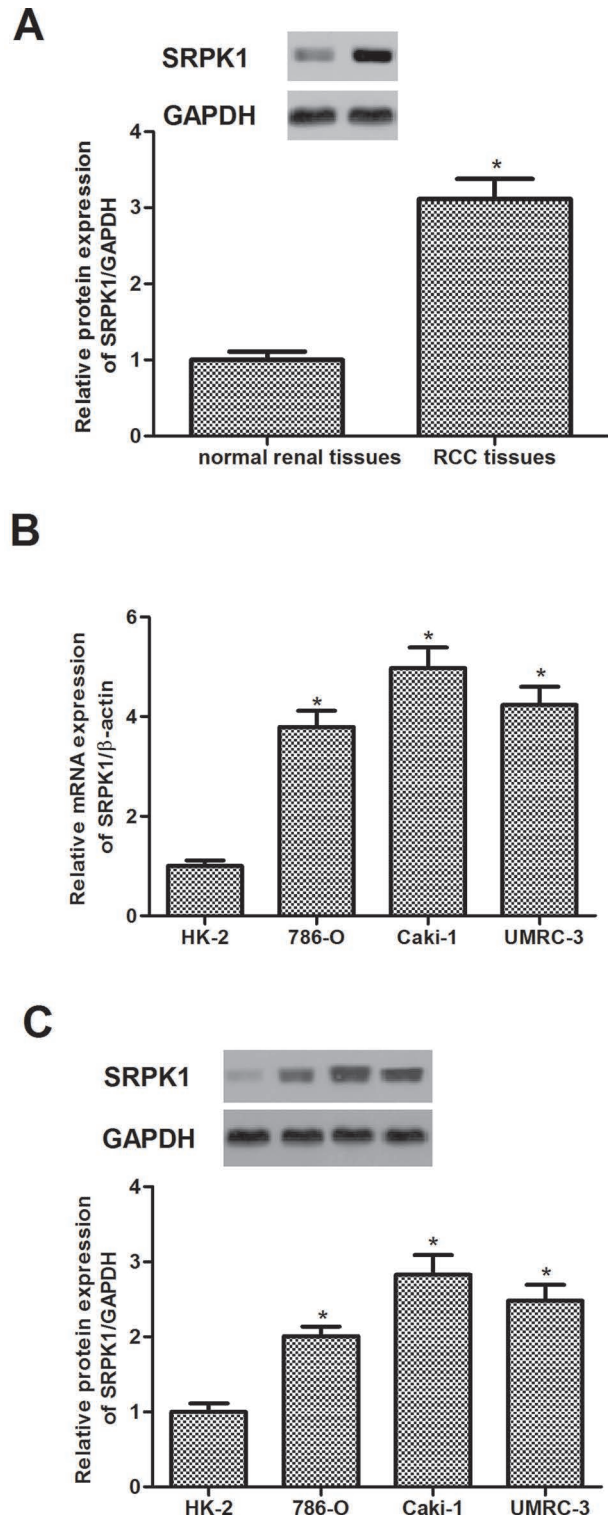 A
SRPK1
GAPDH
Relative protein expression
of SRPK1/GAPDH
4
3
2
1
0
*
normal renal tissues RCC tissues
B
Relative mRNA expression
of SRPK1/β-actin
6
4
2
0
* * *
HK-2 786-O Caki-1 UMRC-3
C
SRPK1
GAPDH
Relative protein expression
of SRPK1/GAPDH
4
3
2
1
0
* * *
HK-2 786-O Caki-1 UMRC-3